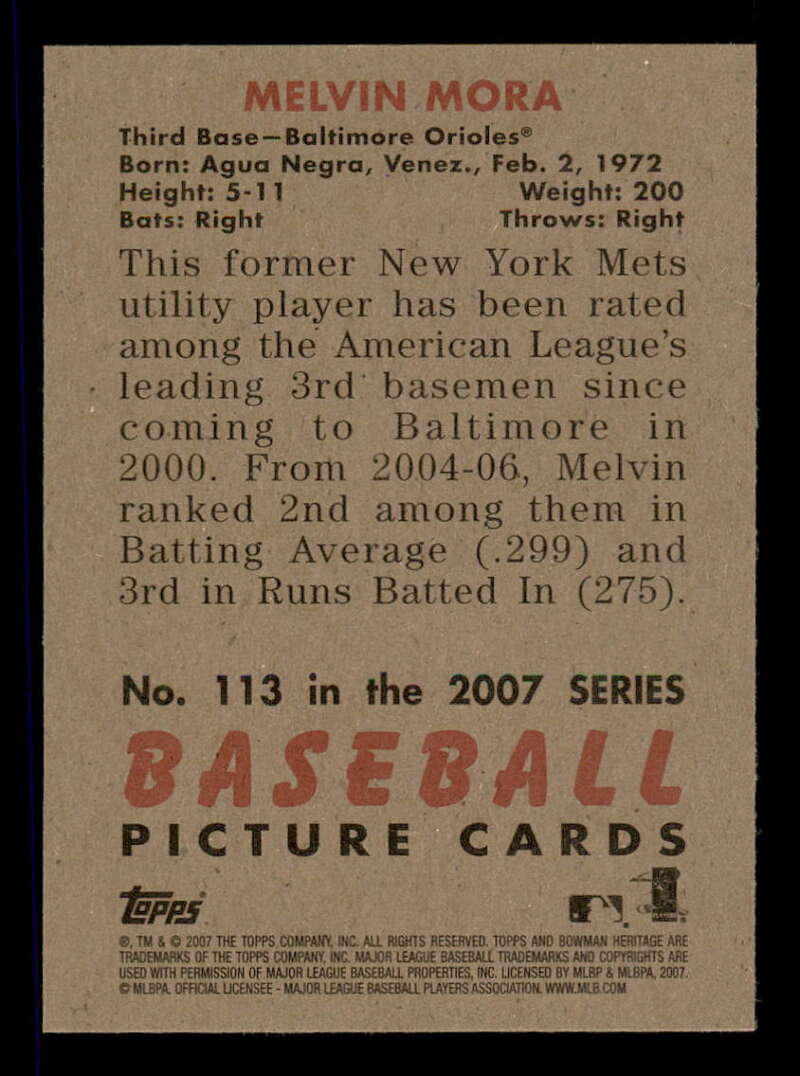 MELVIN MORA
Third Base—Baltimore Orioles®
Born: Agua Negra, Venez., Feb. 2, 1972
Height: 5-11 Weight: 200
Bats: Right Throws: Right
This former New York Mets
utility player has been rated
among the American League's
leading 3rd basemen since
coming to Baltimore in
2000. From 2004-06, Melvin
ranked 2nd among them in
Batting Average (.299) and
3rd in Runs Batted In (275).
No. 113 in the 2007 SERIES
BASEBALL
PICTURE CARDS
Topps
®, TM & © 2007 THE TOPPS COMPANY, INC. ALL RIGHTS RESERVED. TOPPS AND BOWMAN HERITAGE ARE
TRADEMARKS OF THE TOPPS COMPANY, INC. MAJOR LEAGUE BASEBALL TRADEMARKS AND COPYRIGHTS ARE
USED WITH PERMISSION OF MAJOR LEAGUE BASEBALL PROPERTIES, INC. LICENSED BY MLBP & MLBPA, 2007.
© MLBPA. OFFICIAL LICENSEE - MAJOR LEAGUE BASEBALL PLAYERS ASSOCIATION. WWW.MLB.COM